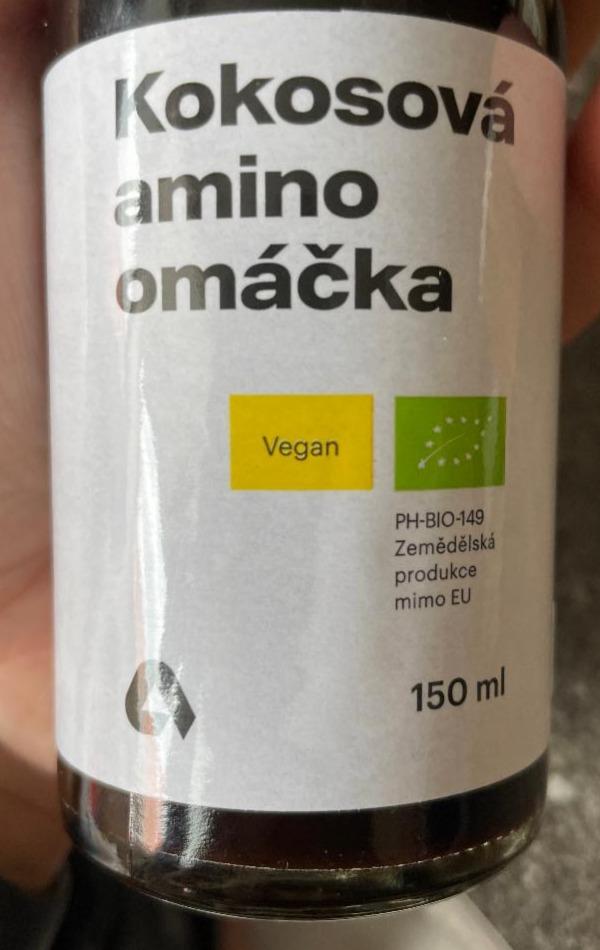 Kokosová
amino
omáčka
Vegan
PH-BIO-149
Zemědělská
produkce
mimo EU
150 ml